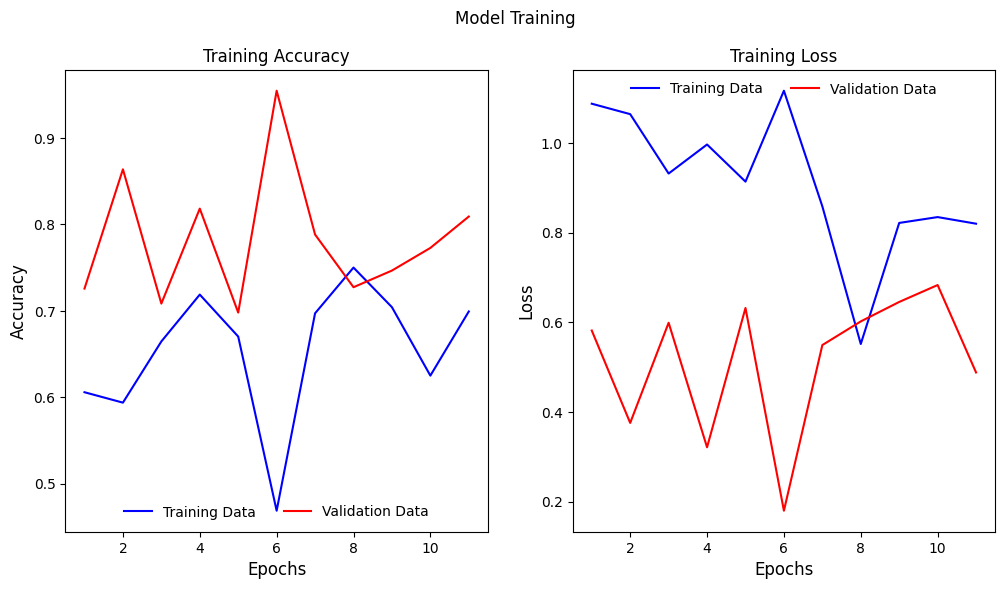 Model Training
Training Accuracy
Accuracy
0.9
0.8
0.7
0.6
0.5
Training Data
Validation Data
2 4 6 8 10
Epochs
Training Loss
Training Data
Validation Data
Loss
1.0
0.8
0.6
0.4
0.2
2 4 6 8 10
Epochs